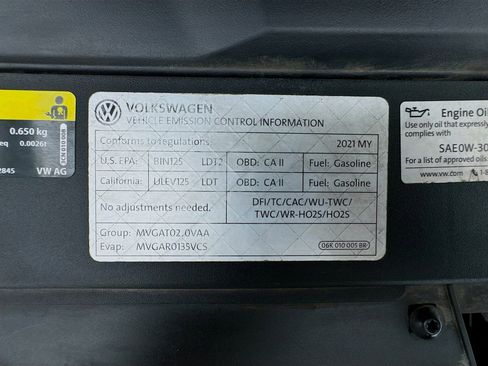 VOLKSWAGEN
VEHICLE EMISSION CONTROL INFORMATION
Conforms to regulations: 2021 MY
U.S. EPA: BIN125 LDT2 OBD: CA II Fuel: Gasoline
California: ULEV125 LDT OBD: CA II Fuel: Gasoline
No adjustments needed.
DFI/TC/CAC/WU-TWC/
TWC/WR-HO2S/HO2S
Group: MVGAT02.0VAA
Evap: MVGAR0135VCS
06K 010 005 BR
0.650 kg
eq 0.00261
2845 VW AG
Engine Oil
Use only oil that expressly
complies with
SAE0W-30
For a list of approved oils
www.vw.com